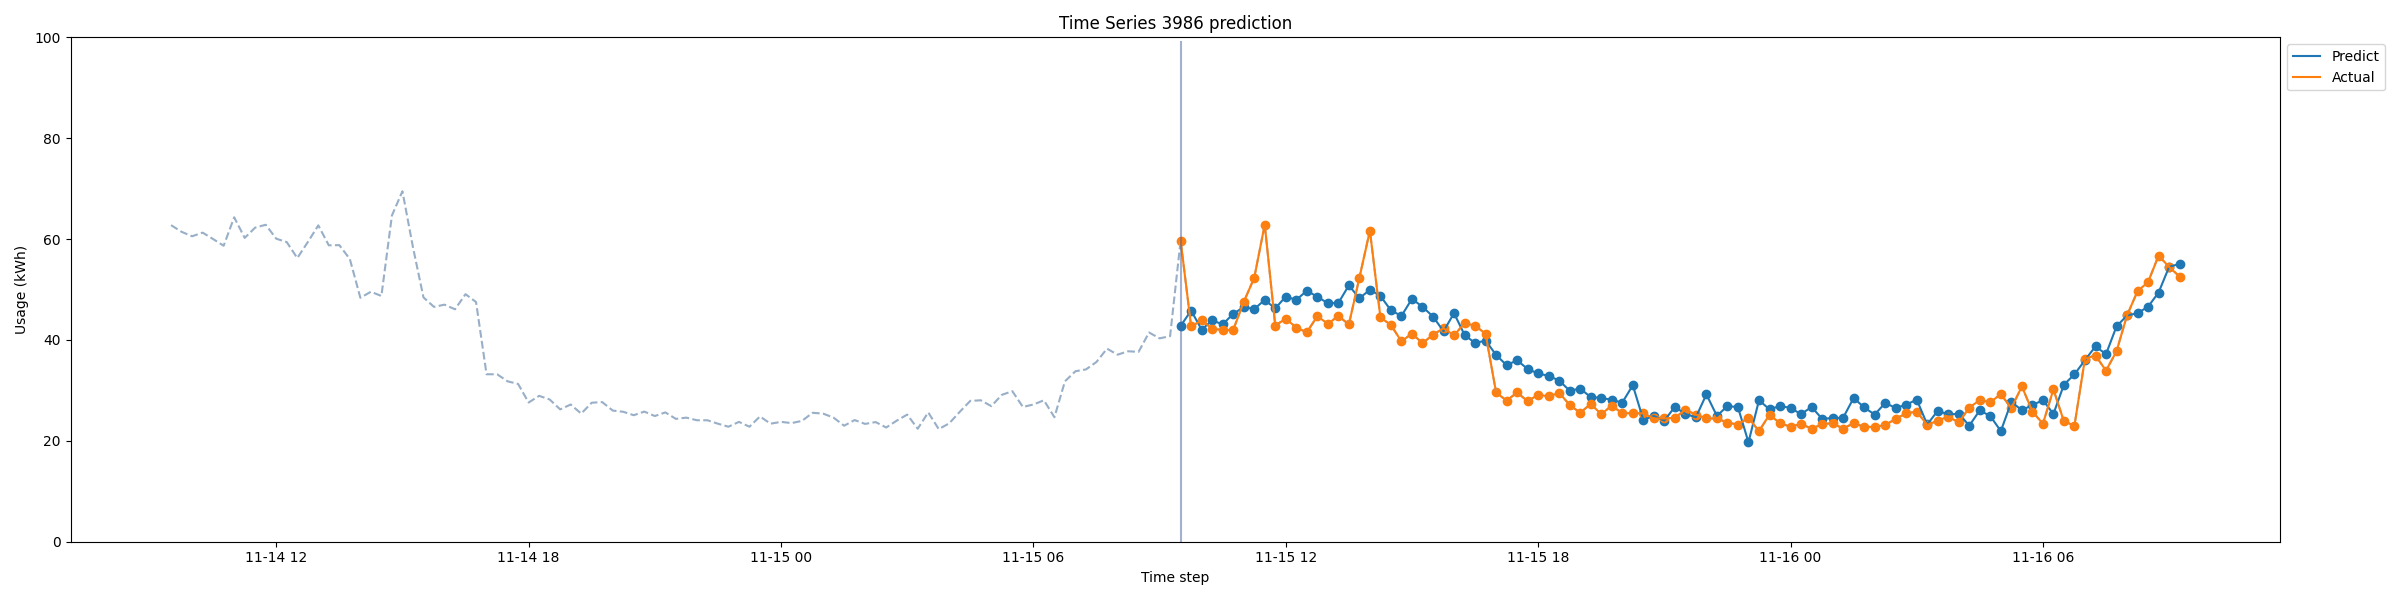 Time Series 3986 prediction
100
80
60
40
20
0
Usage (kWh)
11-14 12
11-14 18
11-15 00
11-15 06
11-15 12
11-15 18
11-16 00
11-16 06
Time step
Predict
Actual